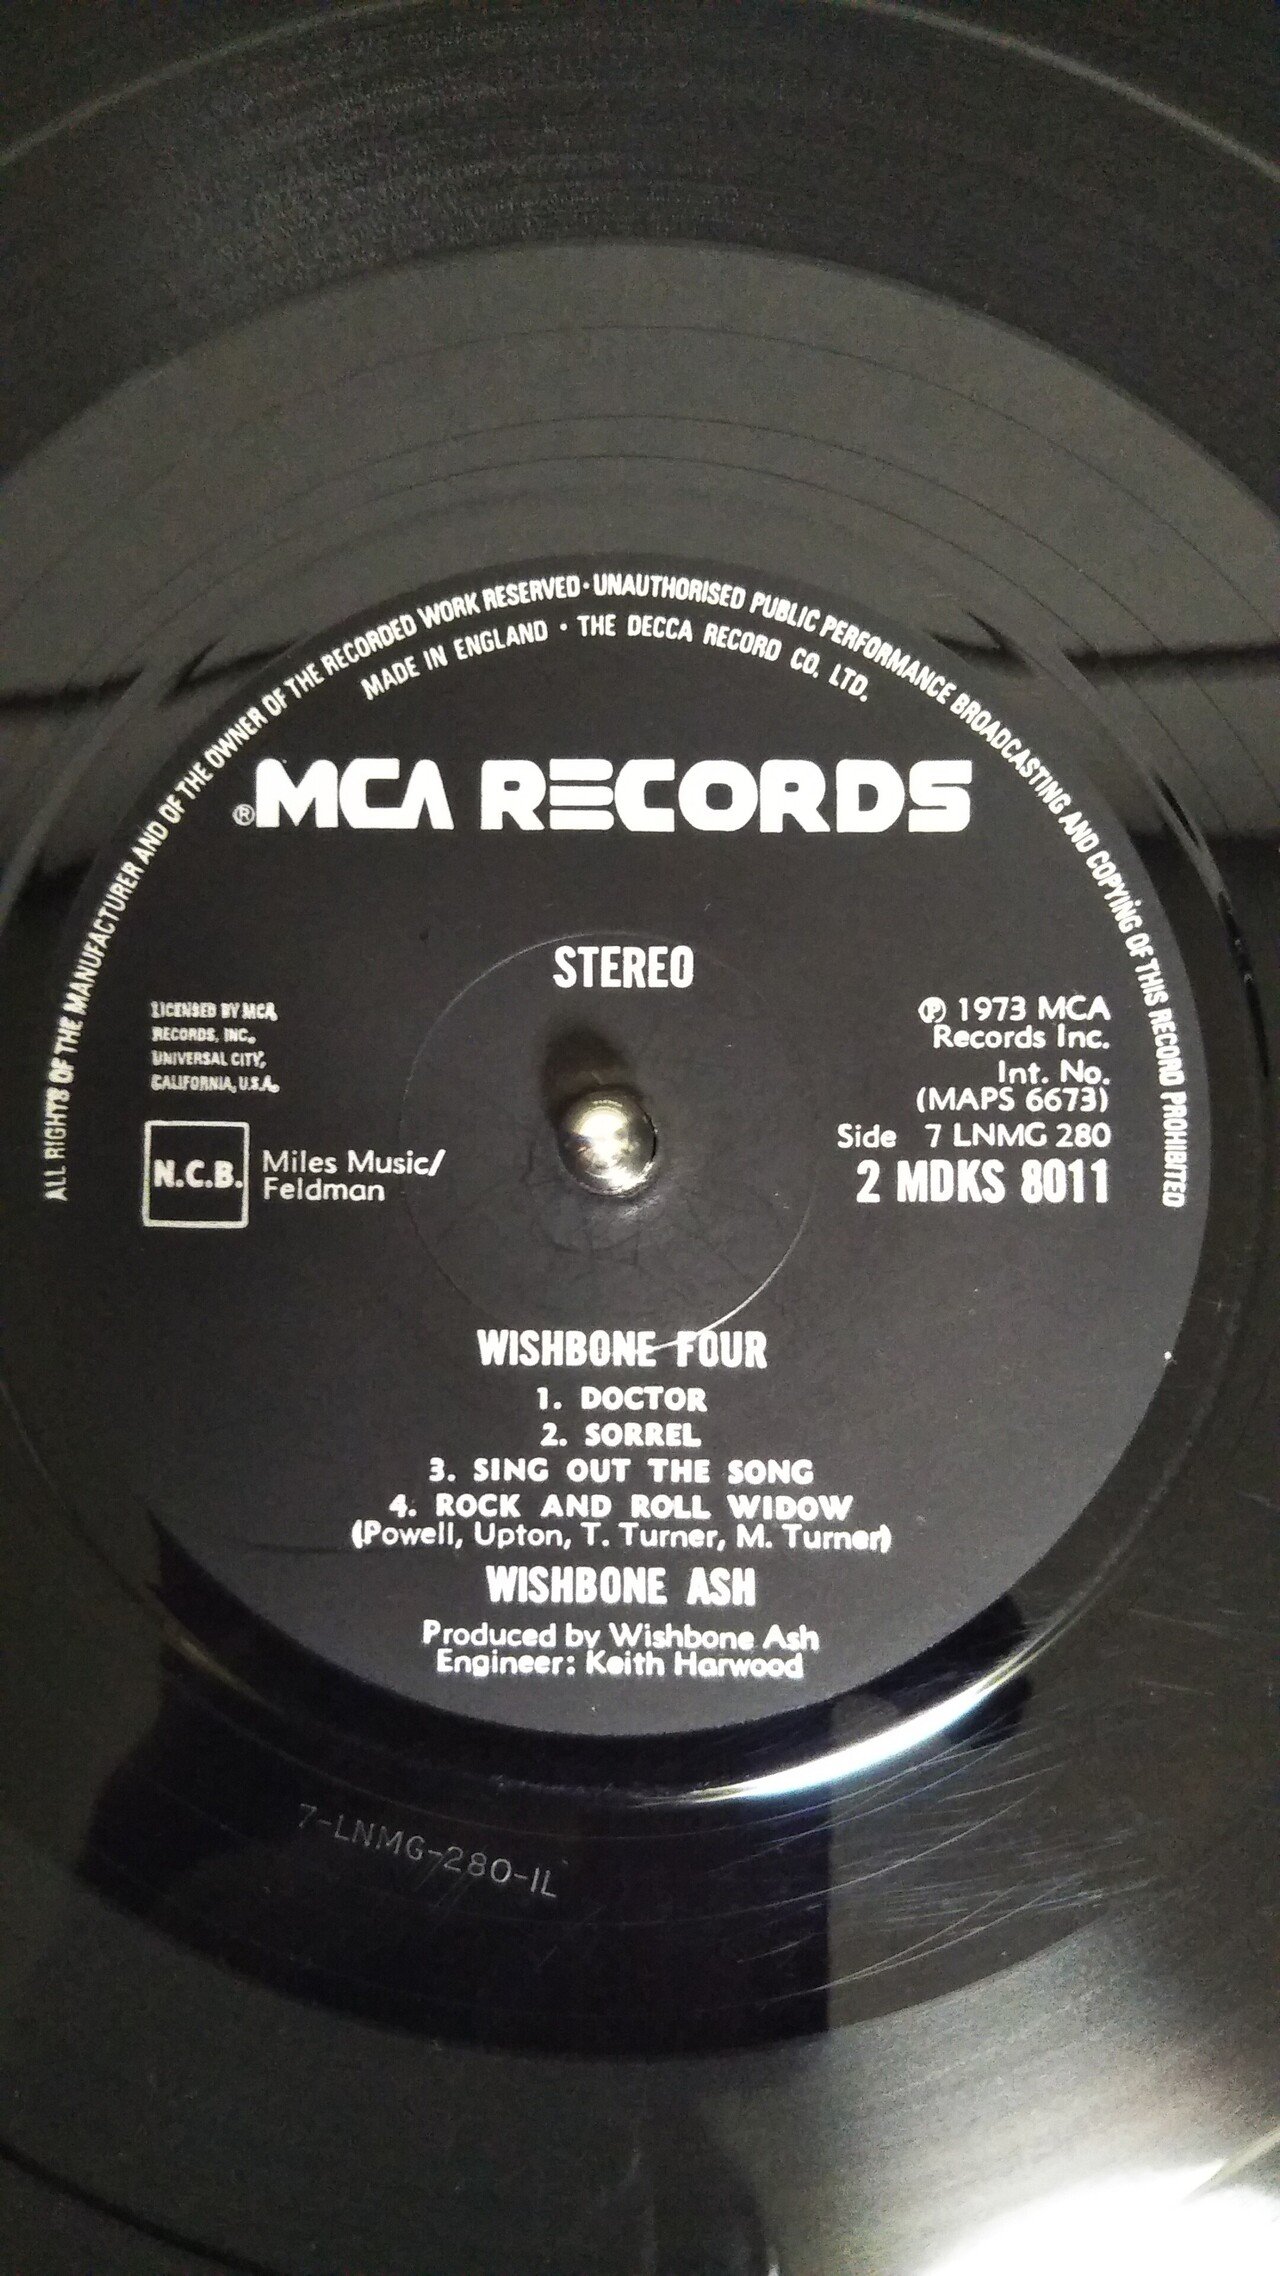 ALL RIGHTS OF THE MANUFACTURER AND OF THE OWNER OF THE RECORDED WORK RESERVED · UNAUTHORISED PUBLIC PERFORMANCE BROADCASTING AND COPYING OF THIS RECORD PROHIBITED
MADE IN ENGLAND · THE DECCA RECORD CO. LTD.
® MCA RECORDS
STEREO
LICENSED BY MCA
RECORDS, INC.
UNIVERSAL CITY,
CALIFORNIA, U.S.A.
N.C.B.
Miles Music/
Feldman
℗ 1973 MCA
Records Inc.
Int. No.
(MAPS 6673)
Side 7 LNMG 280
2 MDKS 8011
WISHBONE FOUR
1. DOCTOR
2. SORREL
3. SING OUT THE SONG
4. ROCK AND ROLL WIDOW
(Powell, Upton, T. Turner, M. Turner)
WISHBONE ASH
Produced by Wishbone Ash
Engineer: Keith Harwood
7-LNMG-280-1L